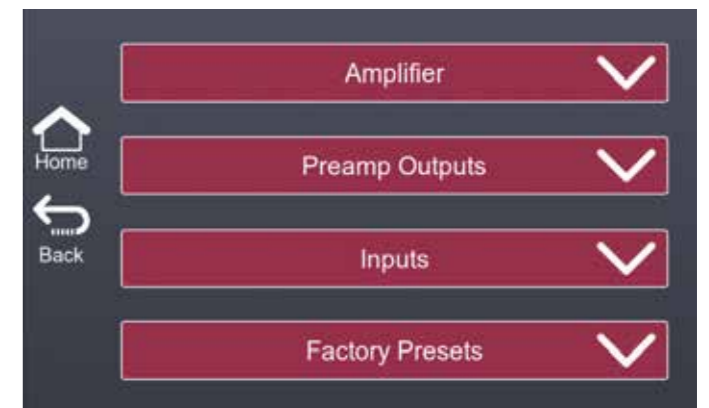 Amplifier
Home
Preamp Outputs
Back
Inputs
Factory Presets